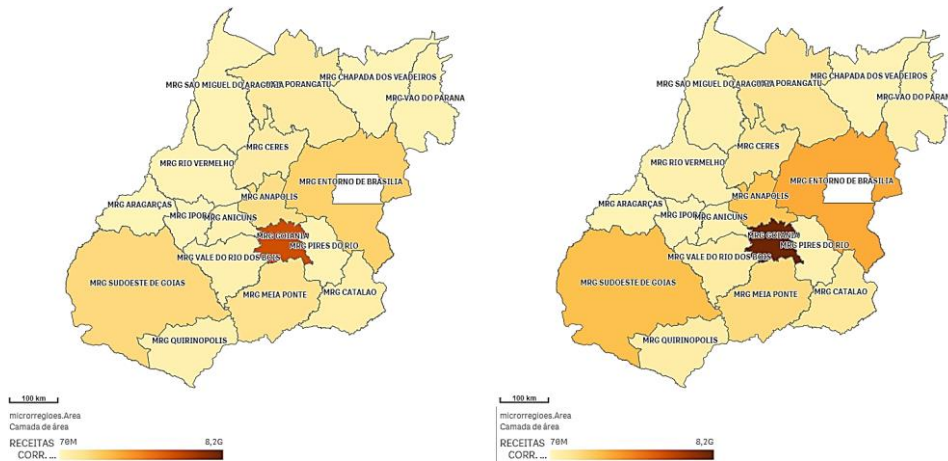 MRG CHAPADA DOS VEADEIROS
MRG SAO MIGUEL DO ARAGUAIA
PORANGATU
MRG VAO DO PARANA
MRG CERES
MRG RIO VERMELHO
MRG ENTORNO DE BRASÍLIA
MRG ANAPOLIS
MRG ARAGARÇAS
MRG IPORA
MRG ANICUNS
MRG GOIANIA
MRG PIRES DO RIO
MRG VALE DO RIO DOS BOIS
MRG SUDOESTE DE GOIAS
MRG MEIA PONTE
MRG CATALAO
MRG QUIRINOPOLIS
100 km
microrregioes.Area
Camada de área
RECEITAS 70M 8,2G
CORR. ...
MRG CHAPADA DOS VEADEIROS
MRG SAO MIGUEL DO ARAGUAIA
PORANGATU
MRG VAO DO PARANA
MRG CERES
MRG RIO VERMELHO
MRG ENTORNO DE BRASÍLIA
MRG ANAPOLIS
MRG ARAGARÇAS
MRG IPORA
MRG ANICUNS
MRG GOIANIA
MRG PIRES DO RIO
MRG VALE DO RIO DOS BOIS
MRG SUDOESTE DE GOIAS
MRG MEIA PONTE
MRG CATALAO
MRG QUIRINOPOLIS
100 km
microrregioes.Area
Camada de área
RECEITAS 70M 8,2G
CORR. ...